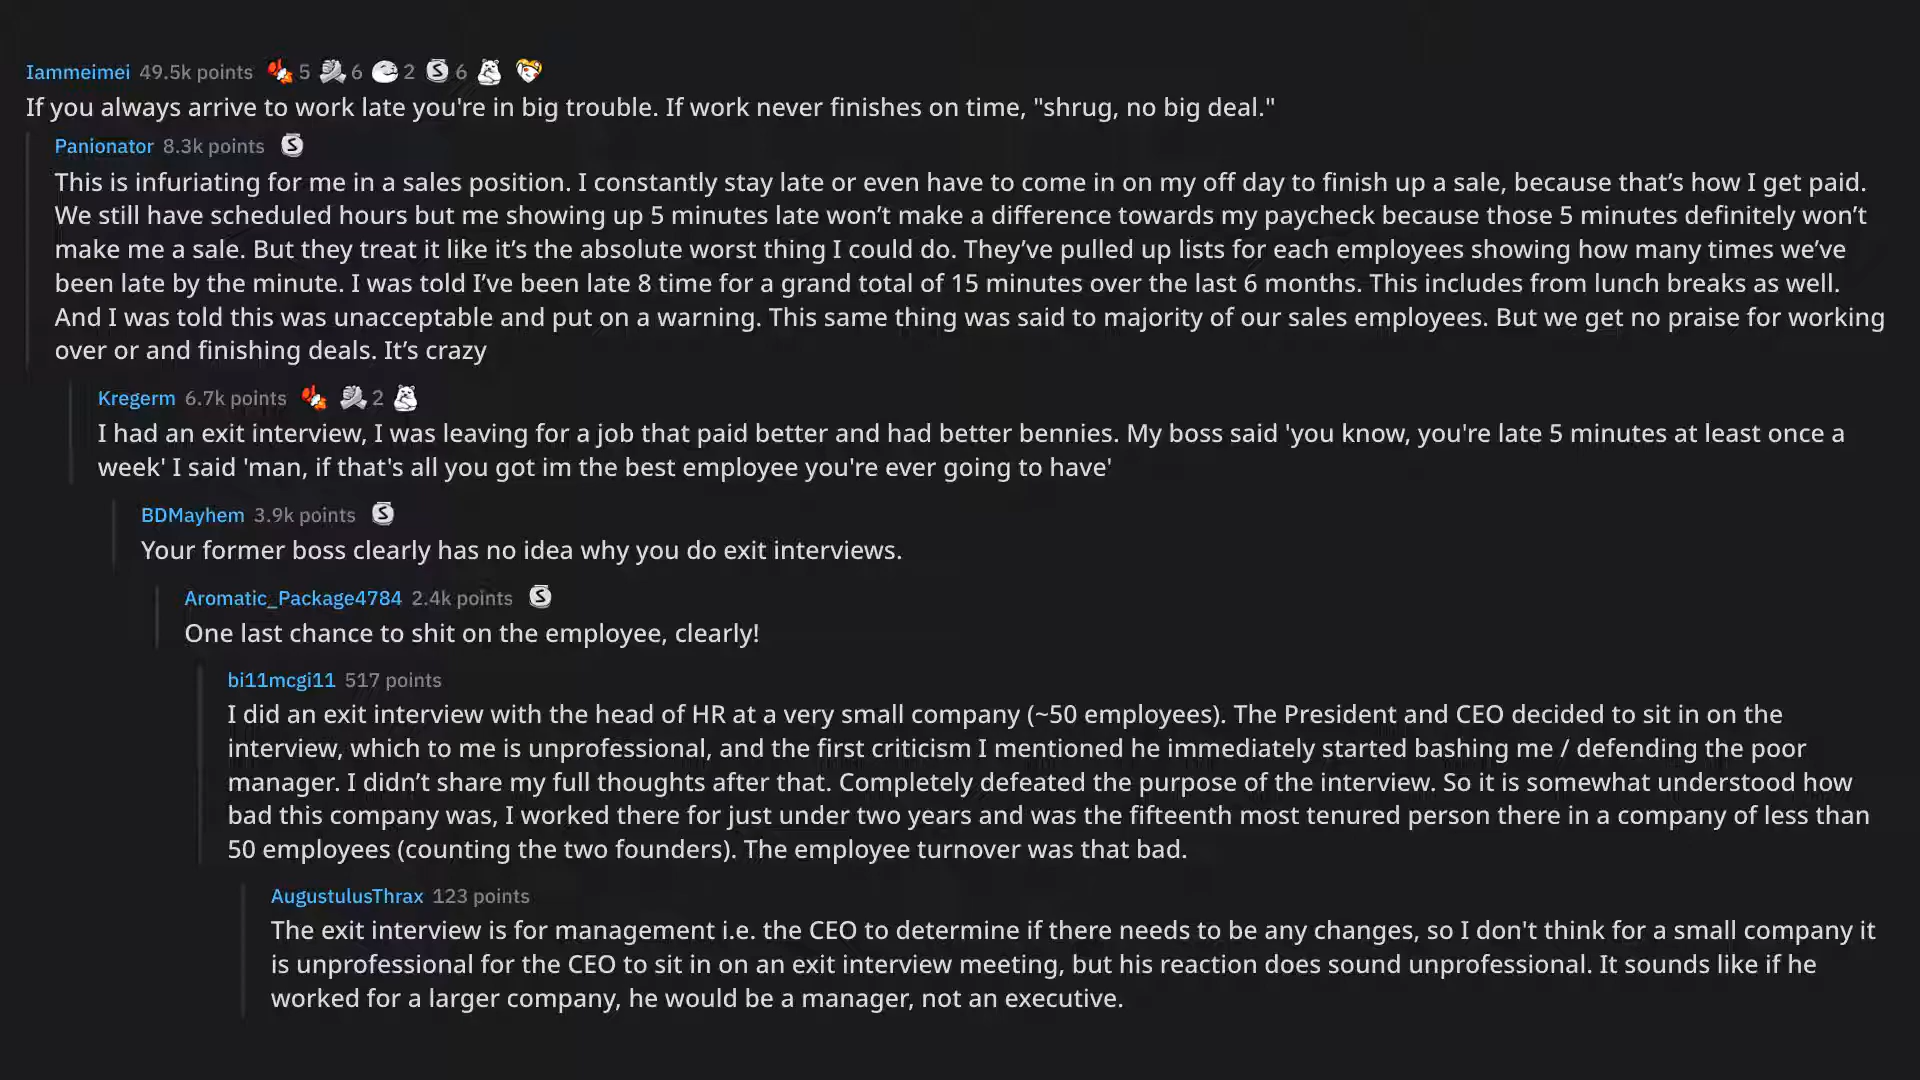 Iammeimei 49.5k points 5 6 2 6
If you always arrive to work late you're in big trouble. If work never finishes on time, "shrug, no big deal."
Panionator 8.3k points
This is infuriating for me in a sales position. I constantly stay late or even have to come in on my off day to finish up a sale, because that’s how I get paid.
We still have scheduled hours but me showing up 5 minutes late won’t make a difference towards my paycheck because those 5 minutes definitely won’t
make me a sale. But they treat it like it’s the absolute worst thing I could do. They’ve pulled up lists for each employees showing how many times we’ve
been late by the minute. I was told I’ve been late 8 time for a grand total of 15 minutes over the last 6 months. This includes from lunch breaks as well.
And I was told this was unacceptable and put on a warning. This same thing was said to majority of our sales employees. But we get no praise for working
over or and finishing deals. It’s crazy
Kregerm 6.7k points 2
I had an exit interview, I was leaving for a job that paid better and had better bennies. My boss said 'you know, you're late 5 minutes at least once a
week' I said 'man, if that's all you got im the best employee you're ever going to have'
BDMayhem 3.9k points
Your former boss clearly has no idea why you do exit interviews.
Aromatic_Package4784 2.4k points
One last chance to shit on the employee, clearly!
bi11mcgi11 517 points
I did an exit interview with the head of HR at a very small company (~50 employees). The President and CEO decided to sit in on the
interview, which to me is unprofessional, and the first criticism I mentioned he immediately started bashing me / defending the poor
manager. I didn’t share my full thoughts after that. Completely defeated the purpose of the interview. So it is somewhat understood how
bad this company was, I worked there for just under two years and was the fifteenth most tenured person there in a company of less than
50 employees (counting the two founders). The employee turnover was that bad.
AugustulusThrax 123 points
The exit interview is for management i.e. the CEO to determine if there needs to be any changes, so I don't think for a small company it
is unprofessional for the CEO to sit in on an exit interview meeting, but his reaction does sound unprofessional. It sounds like if he
worked for a larger company, he would be a manager, not an executive.